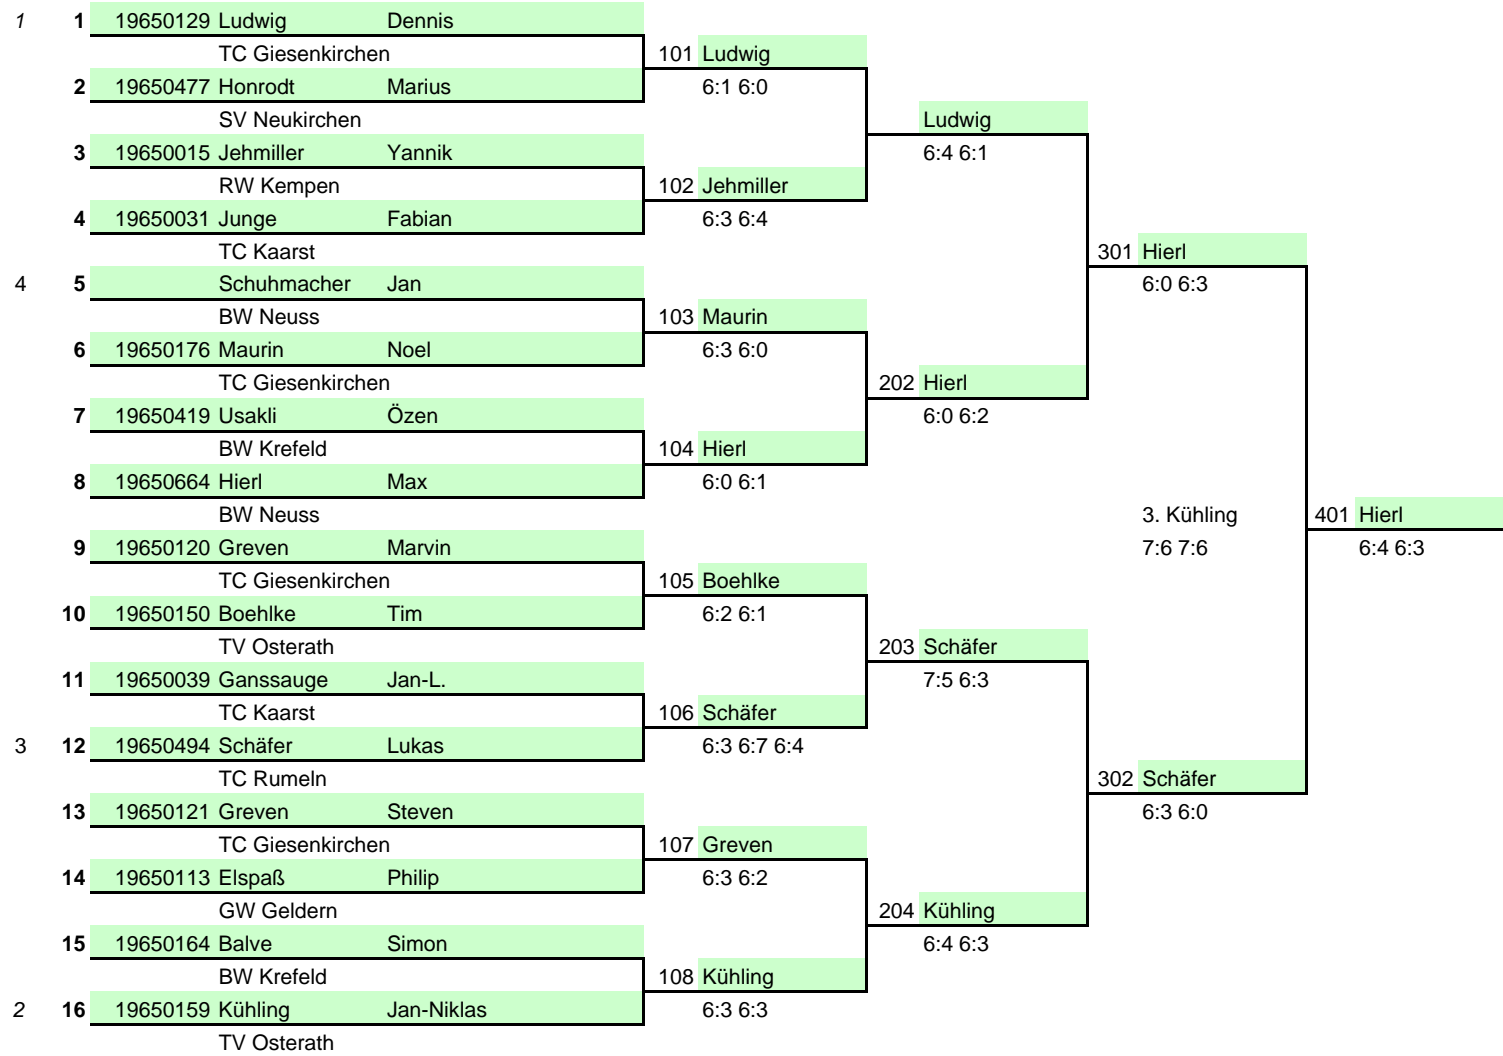 1 1 19650129 Ludwig Dennis
TC Giesenkirchen 101 Ludwig
2 19650477 Honrodt Marius 6:1 6:0
SV Neukirchen Ludwig
3 19650015 Jehmiller Yannik 6:4 6:1
RW Kempen 102 Jehmiller
4 19650031 Junge Fabian 6:3 6:4
TC Kaarst 301 Hierl
4 5 Schuhmacher Jan 6:0 6:3
BW Neuss 103 Maurin
6 19650176 Maurin Noel 6:3 6:0
TC Giesenkirchen 202 Hierl
7 19650419 Usakli Özen 6:0 6:2
BW Krefeld 104 Hierl
8 19650664 Hierl Max 6:0 6:1
BW Neuss 3. Kühling 401 Hierl
9 19650120 Greven Marvin 7:6 7:6 6:4 6:3
TC Giesenkirchen 105 Boehlke
10 19650150 Boehlke Tim 6:2 6:1
TV Osterath 203 Schäfer
11 19650039 Ganssauge Jan-L. 7:5 6:3
TC Kaarst 106 Schäfer
3 12 19650494 Schäfer Lukas 6:3 6:7 6:4
TC Rumeln 302 Schäfer
13 19650121 Greven Steven 6:3 6:0
TC Giesenkirchen 107 Greven
14 19650113 Elspaß Philip 6:3 6:2
GW Geldern 204 Kühling
15 19650164 Balve Simon 6:4 6:3
BW Krefeld 108 Kühling
2 16 19650159 Kühling Jan-Niklas 6:3 6:3
TV Osterath